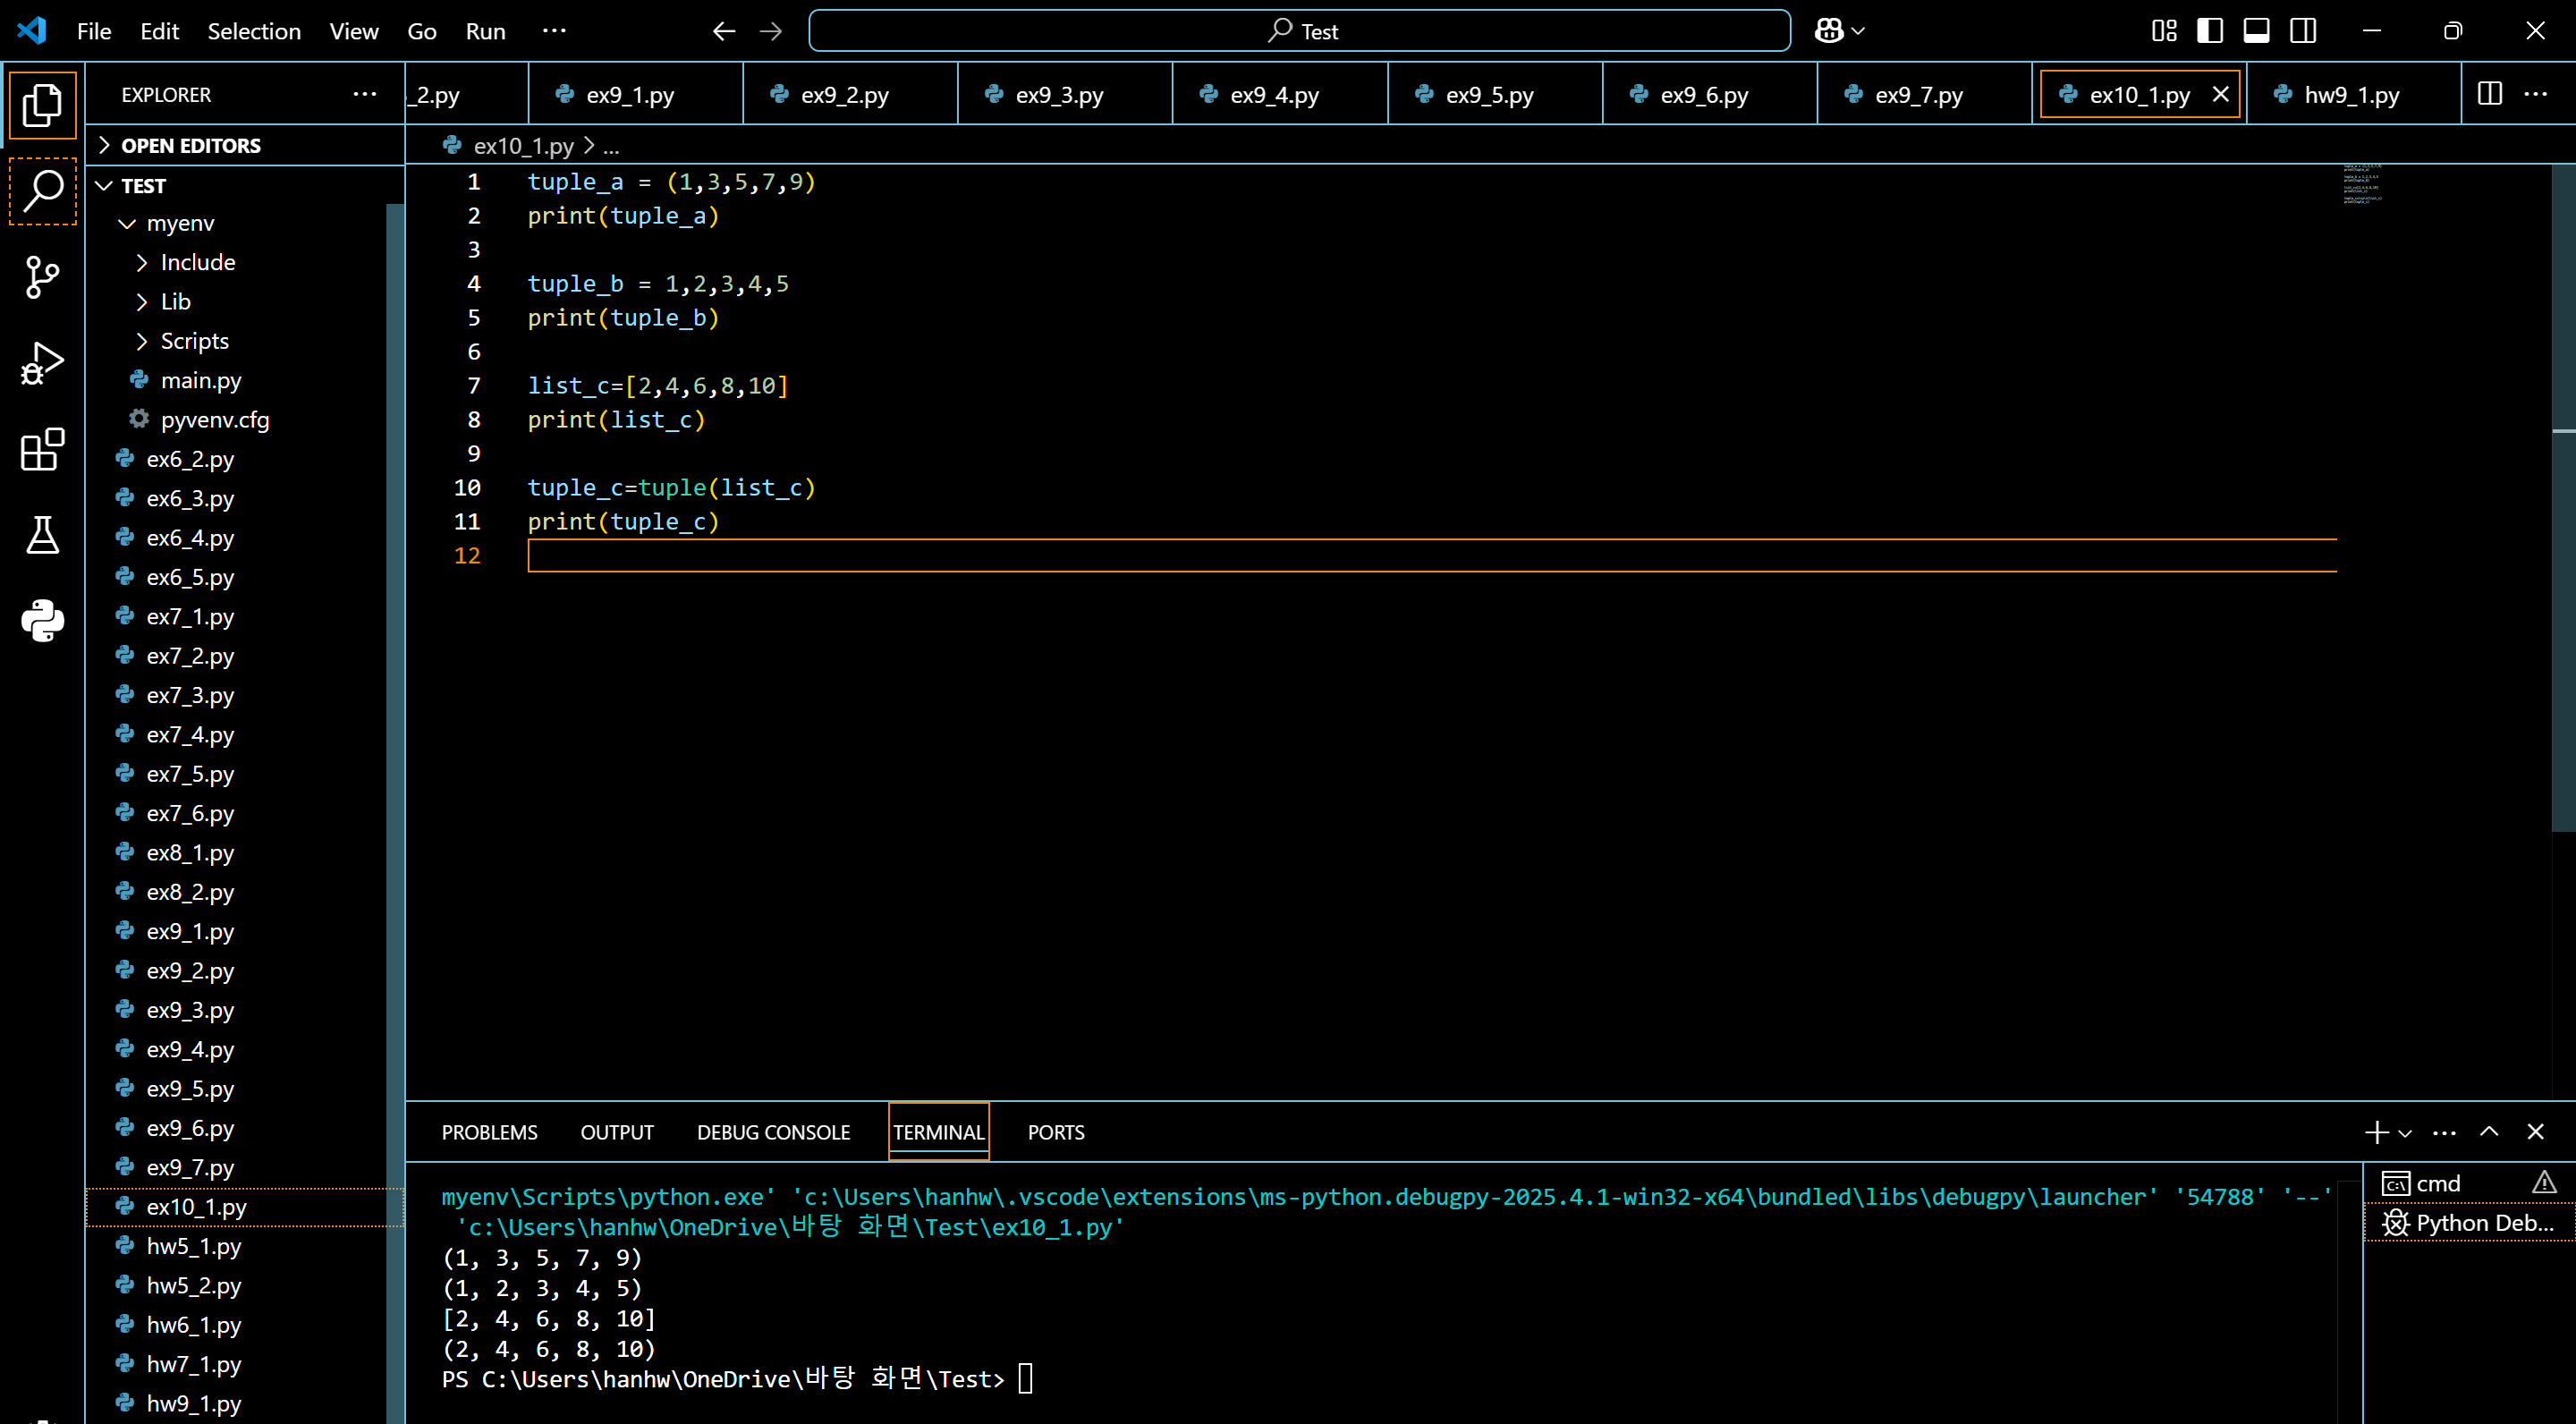 File Edit Selection View Go Run ... Test
EXPLORER ...
_2.py ex9_1.py ex9_2.py ex9_3.py ex9_4.py ex9_5.py ex9_6.py ex9_7.py ex10_1.py hw9_1.py ...
OPEN EDITORS
TEST
myenv
Include
Lib
Scripts
main.py
pyvenv.cfg
ex6_2.py
ex6_3.py
ex6_4.py
ex6_5.py
ex7_1.py
ex7_2.py
ex7_3.py
ex7_4.py
ex7_5.py
ex7_6.py
ex8_1.py
ex8_2.py
ex9_1.py
ex9_2.py
ex9_3.py
ex9_4.py
ex9_5.py
ex9_6.py
ex9_7.py
ex10_1.py
hw5_1.py
hw5_2.py
hw6_1.py
hw7_1.py
hw9_1.py
ex10_1.py > ...
1 tuple_a = (1,3,5,7,9)
2 print(tuple_a)
3
4 tuple_b = 1,2,3,4,5
5 print(tuple_b)
6
7 list_c=[2,4,6,8,10]
8 print(list_c)
9
10 tuple_c=tuple(list_c)
11 print(tuple_c)
12
PROBLEMS OUTPUT DEBUG CONSOLE TERMINAL PORTS
myenv\Scripts\python.exe' 'c:\Users\hanhw\.vscode\extensions\ms-python.debugpy-2025.4.1-win32-x64\bundled\libs\debugpy\launcher' '54788' '--'
'c:\Users\hanhw\OneDrive\바탕 화면\Test\ex10_1.py'
(1, 3, 5, 7, 9)
(1, 2, 3, 4, 5)
[2, 4, 6, 8, 10]
(2, 4, 6, 8, 10)
PS C:\Users\hanhw\OneDrive\바탕 화면\Test>
cmd
Python Deb...